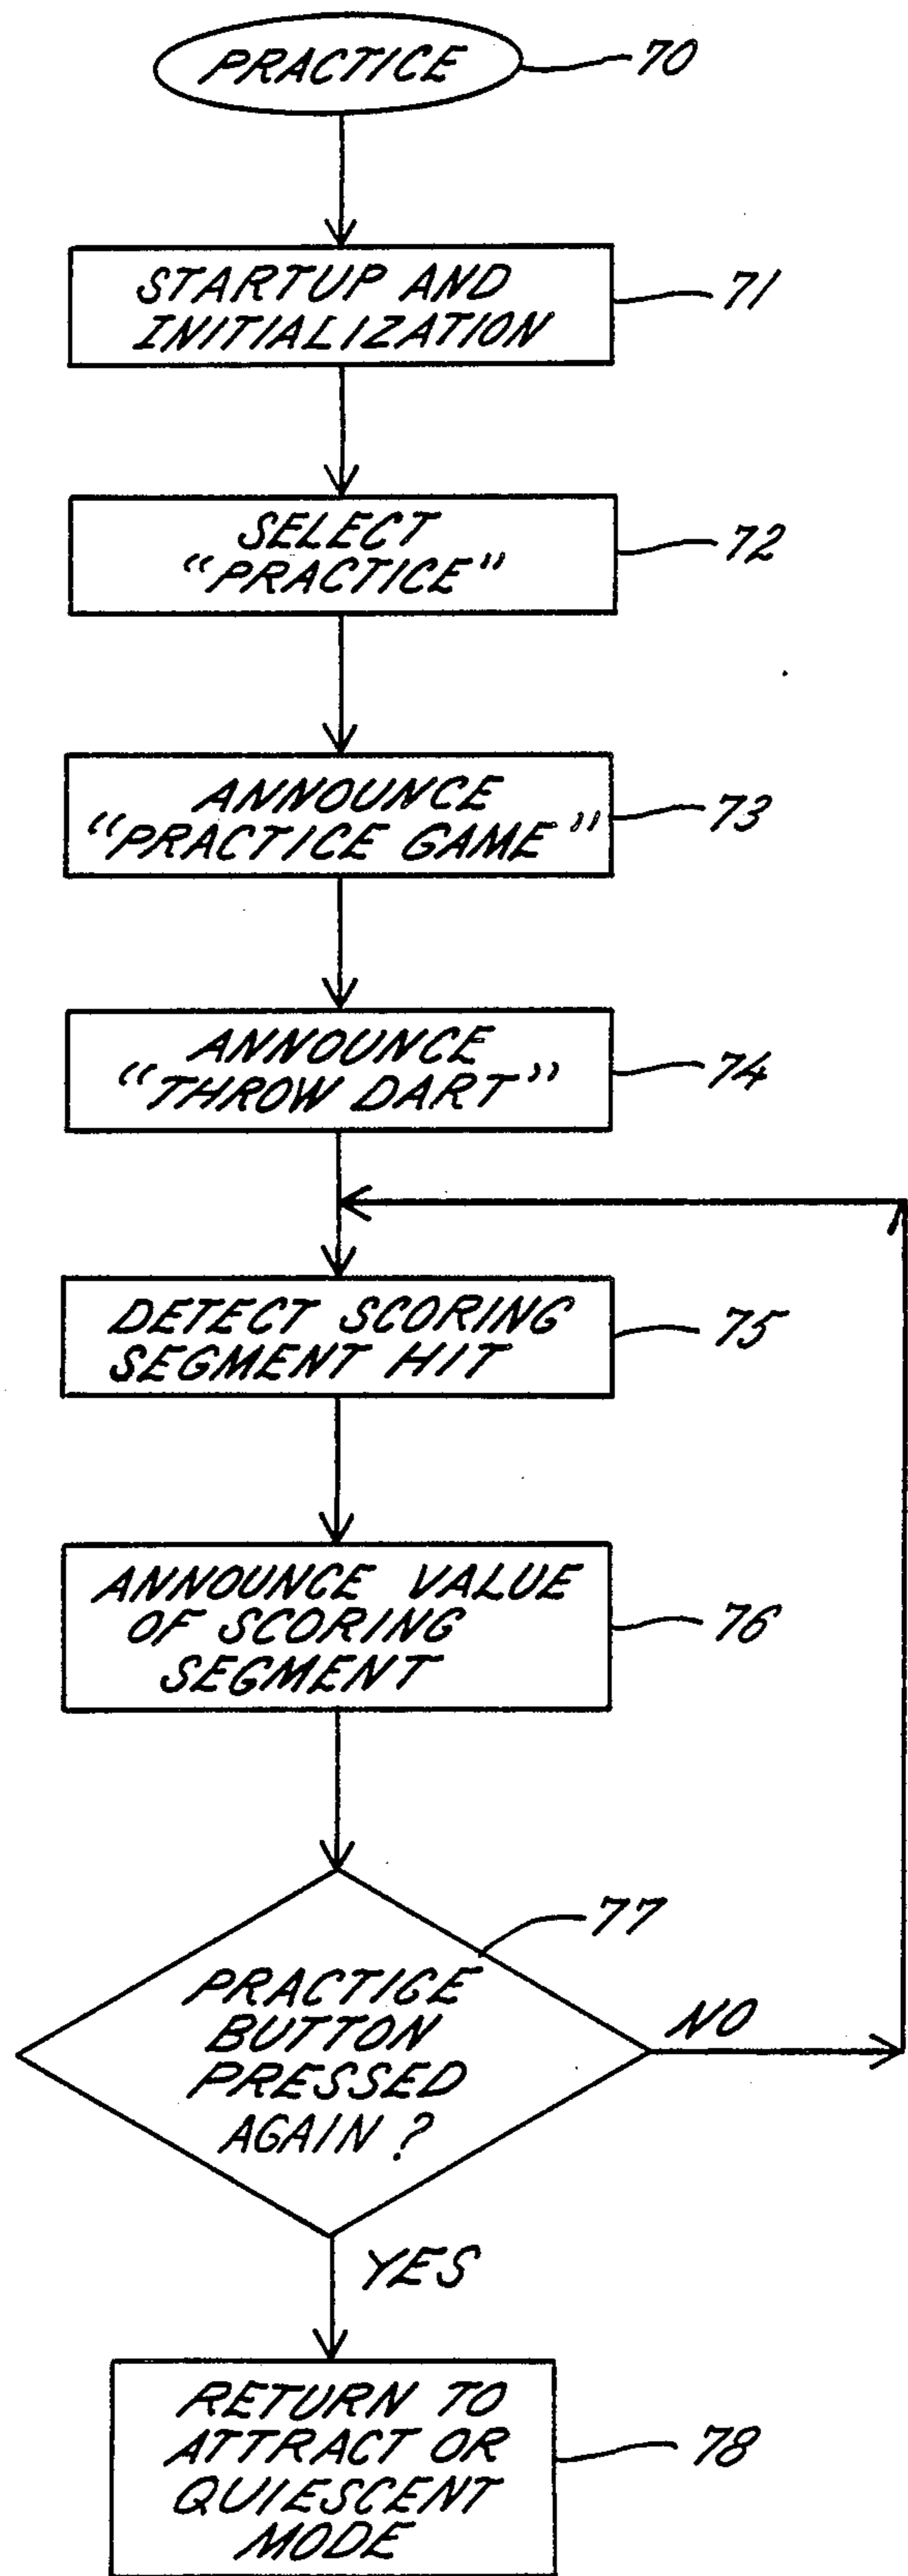 PRACTICE
70
STARTUP AND
INITIALIZATION
71
SELECT
"PRACTICE"
72
ANNOUNCE
"PRACTICE GAME"
73
ANNOUNCE
"THROW DART"
74
DETECT SCORING
SEGMENT HIT
75
ANNOUNCE VALUE
OF SCORING
SEGMENT
76
77
PRACTICE
BUTTON
PRESSED
AGAIN?
NO
YES
RETURN TO
ATTRACT OR
QUIESCENT
MODE
78